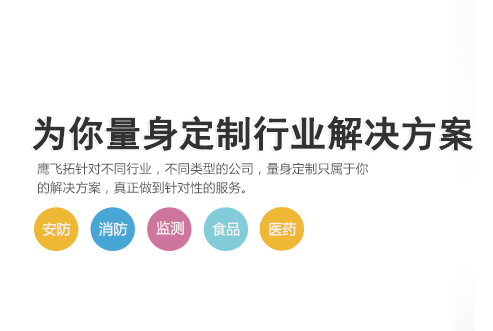 为你量身定制行业解决方案
鹰飞拓针对不同行业，不同类型的公司，量身定制只属于你
的解决方案，真正做到针对性的服务。
安防 消防 监测 食品 医药